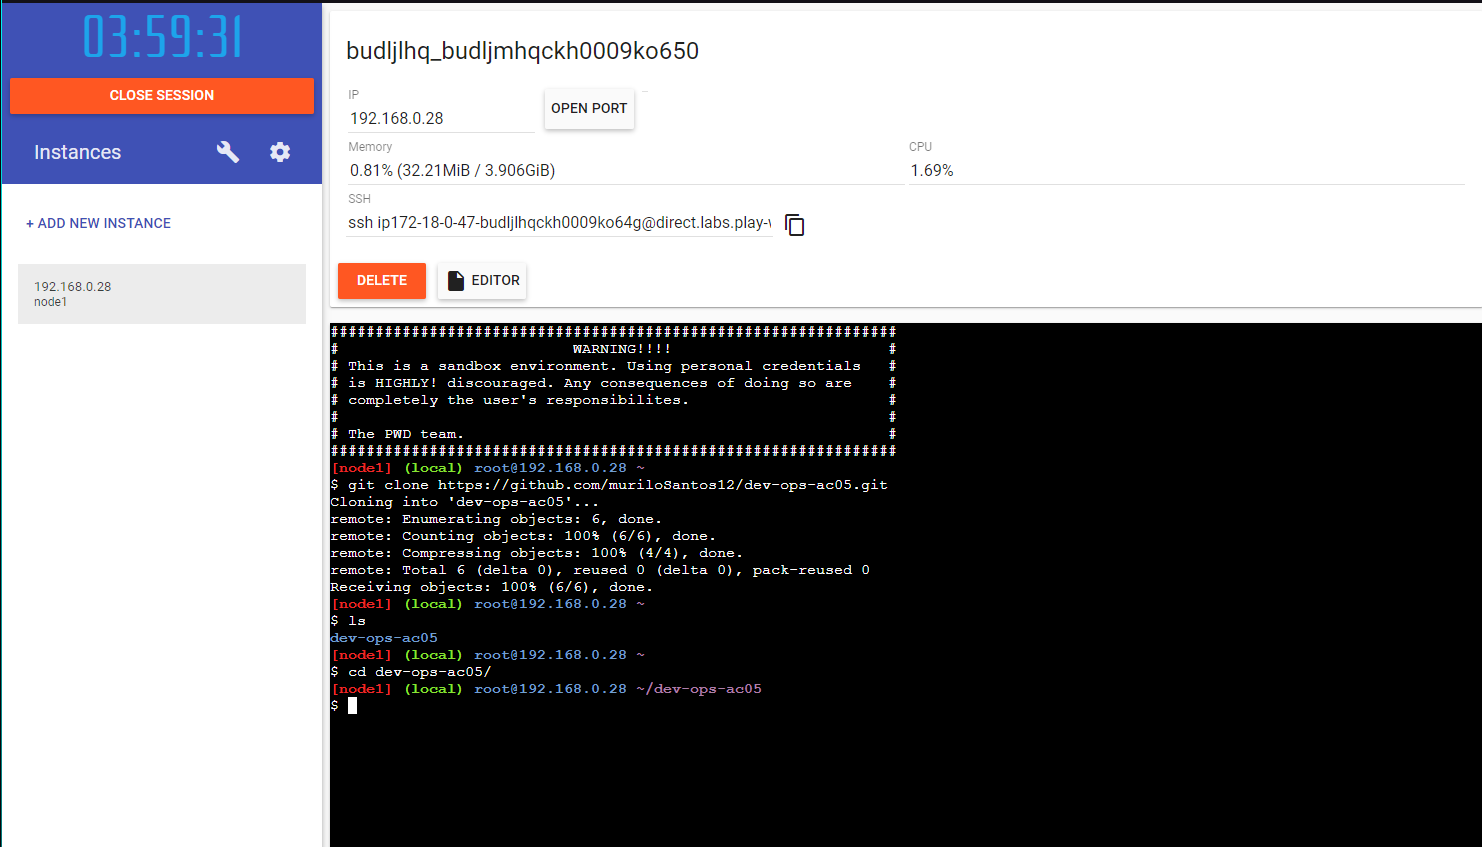 03:59:31
CLOSE SESSION
Instances
+ ADD NEW INSTANCE
192.168.0.28
node1
budljlhq_budljmhqckh0009ko650
IP
192.168.0.28
OPEN PORT
Memory
0.81% (32.21MiB / 3.906GiB)
CPU
1.69%
SSH
ssh ip172-18-0-47-budljlhqckh0009ko64g@direct.labs.play-w
DELETE
EDITOR
###############################################################
# WARNING!!!! #
# This is a sandbox environment. Using personal credentials #
# is HIGHLY! discouraged. Any consequences of doing so are #
# completely the user's responsibilites. #
# #
# The PWD team. #
###############################################################
[node1] (local) root@192.168.0.28 ~
$ git clone https://github.com/muriloSantos12/dev-ops-ac05.git
Cloning into 'dev-ops-ac05'...
remote: Enumerating objects: 6, done.
remote: Counting objects: 100% (6/6), done.
remote: Compressing objects: 100% (4/4), done.
remote: Total 6 (delta 0), reused 0 (delta 0), pack-reused 0
Receiving objects: 100% (6/6), done.
[node1] (local) root@192.168.0.28 ~
$ ls
dev-ops-ac05
[node1] (local) root@192.168.0.28 ~
$ cd dev-ops-ac05/
[node1] (local) root@192.168.0.28 ~/dev-ops-ac05
$